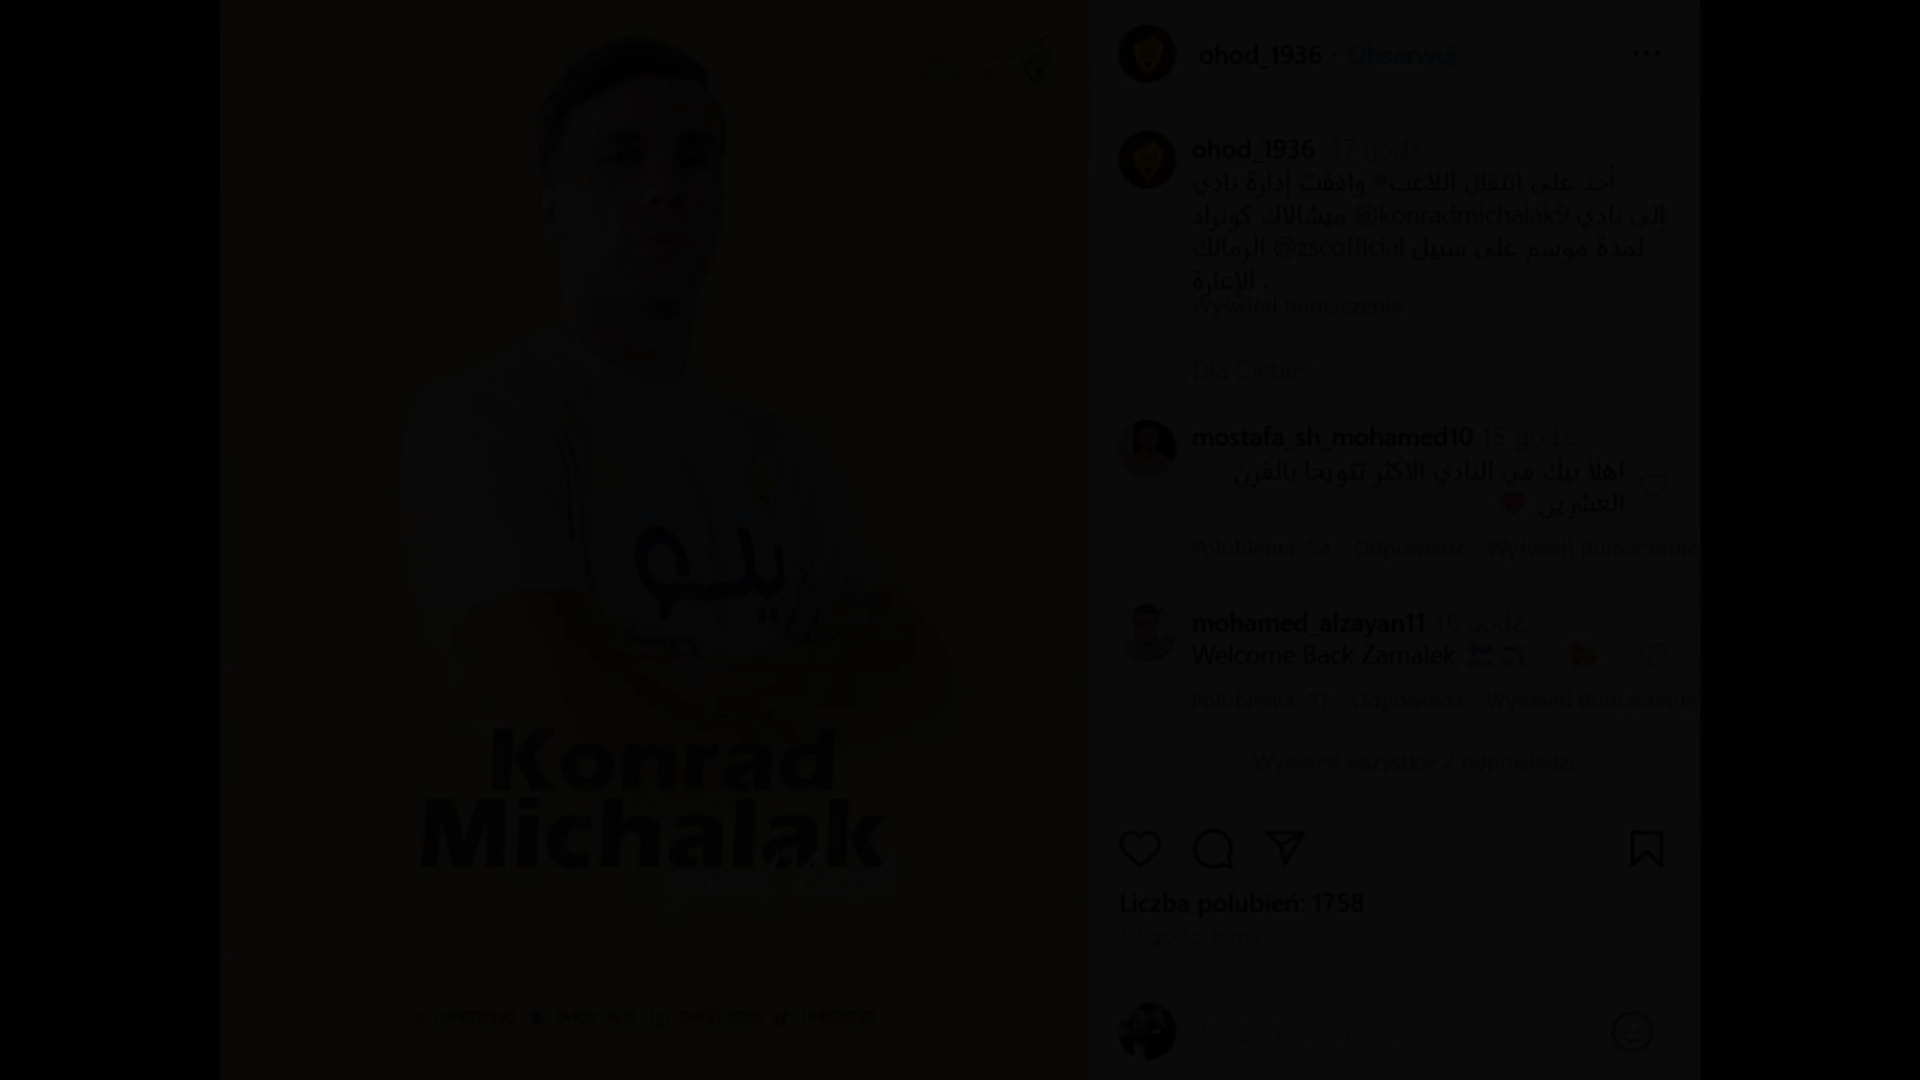 ohod_1936 • Obserwuj
ohod_1936 17 godz.
أحد على انتقال اللاعب# وافقت إدارة نادي
إلى نادي @konradmichalak9 ميشالاك كونراد
لمدة موسم على سبيل @zscofficial الزمالك
الإعارة .
Wyświetl tłumaczenie
Dla Ciebie
mostafa_sh_mohamed10 15 godz.
اهلا بيك في النادي الاكثر تتويجا بالقرن
العشرين ❤️
Polubienia: 54 Odpowiedz Wyświetl tłumaczenie
mohamed_alzayan11 16 godz.
Welcome Back Zamalek
Polubienia: 37 Odpowiedz Wyświetl tłumaczenie
Wyświetl wszystkie 2 odpowiedzi
Konrad
Michalak
Liczba polubień: 1758
17 godz. temu